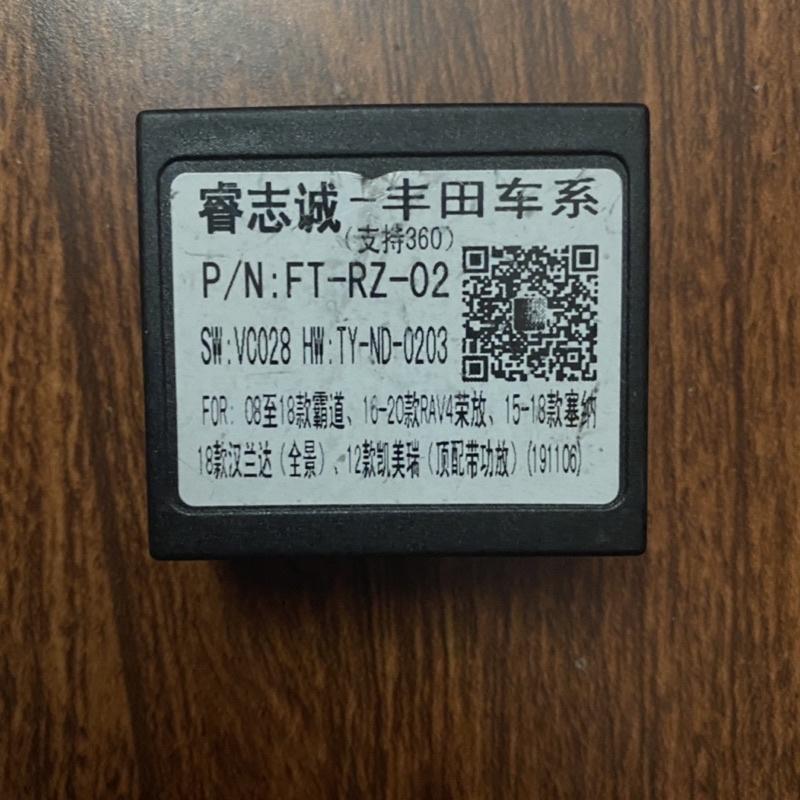 睿志诚-丰田车系
(支持360)
P/N:FT-RZ-02
SW:VC028 HW:TY-ND-0203
FOR: 08至18款霸道、16-20款RAV4荣放、15-18款塞纳
18款汉兰达(全景)、12款凯美瑞(顶配带功放)(191106)